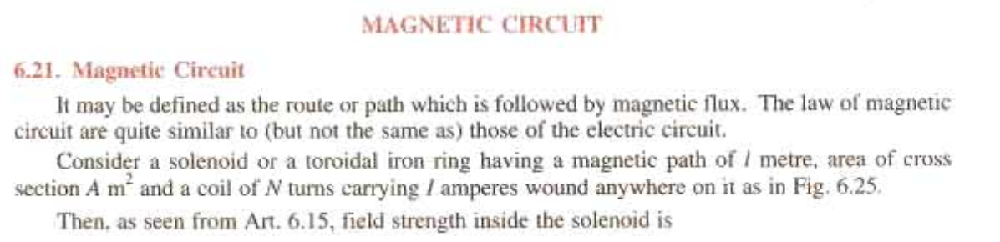 MAGNETIC CIRCUIT
6.21. Magnetic Circuit
It may be defined as the route or path which is followed by magnetic flux. The law of magnetic
circuit are quite similar to (but not the same as) those of the electric circuit.
Consider a solenoid or a toroidal iron ring having a magnetic path of l metre, area of cross
section A m² and a coil of N turns carrying I amperes wound anywhere on it as in Fig. 6.25.
Then, as seen from Art. 6.15, field strength inside the solenoid is